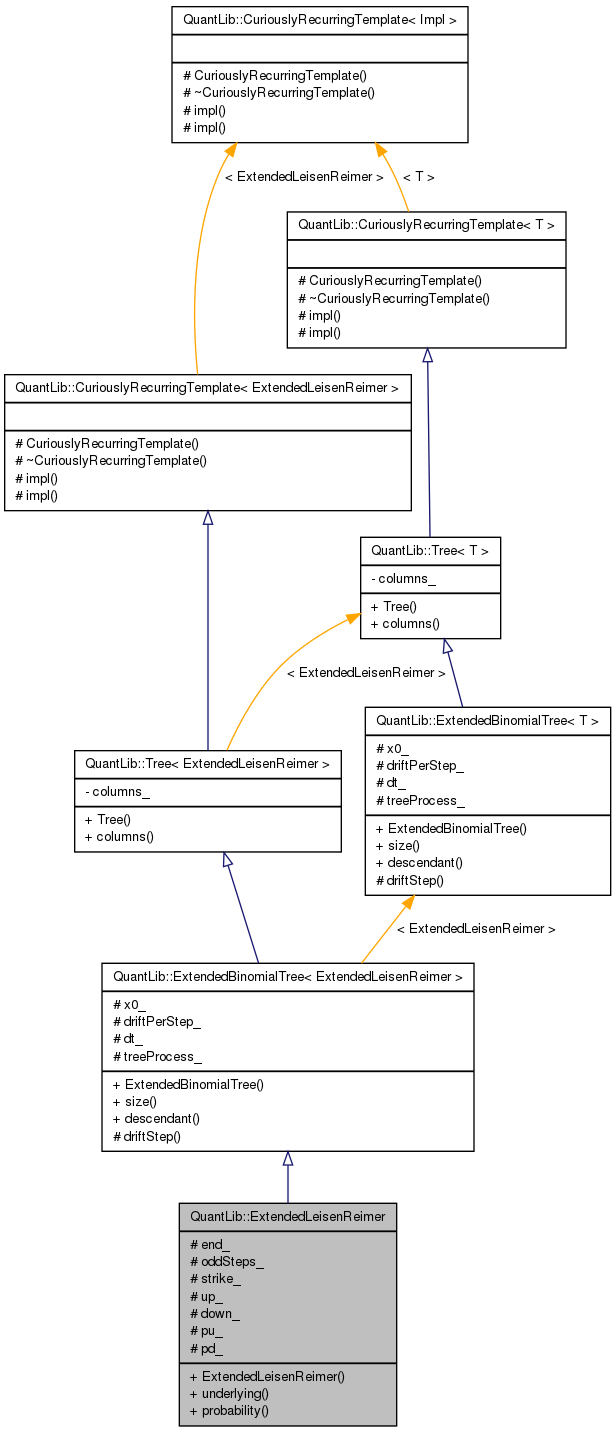 QuantLib::CuriouslyRecurringTemplate< Impl >
# CuriouslyRecurringTemplate()
# ~CuriouslyRecurringTemplate()
# impl()
# impl()
< ExtendedLeisenReimer >
< T >
QuantLib::CuriouslyRecurringTemplate< T >
# CuriouslyRecurringTemplate()
# ~CuriouslyRecurringTemplate()
# impl()
# impl()
QuantLib::CuriouslyRecurringTemplate< ExtendedLeisenReimer >
# CuriouslyRecurringTemplate()
# ~CuriouslyRecurringTemplate()
# impl()
# impl()
QuantLib::Tree< T >
- columns_
+ Tree()
+ columns()
< ExtendedLeisenReimer >
QuantLib::ExtendedBinomialTree< T >
# x0_
# driftPerStep_
# dt_
# treeProcess_
+ ExtendedBinomialTree()
+ size()
+ descendant()
# driftStep()
QuantLib::Tree< ExtendedLeisenReimer >
- columns_
+ Tree()
+ columns()
< ExtendedLeisenReimer >
QuantLib::ExtendedBinomialTree< ExtendedLeisenReimer >
# x0_
# driftPerStep_
# dt_
# treeProcess_
+ ExtendedBinomialTree()
+ size()
+ descendant()
# driftStep()
QuantLib::ExtendedLeisenReimer
# end_
# oddSteps_
# strike_
# up_
# down_
# pu_
# pd_
+ ExtendedLeisenReimer()
+ underlying()
+ probability()